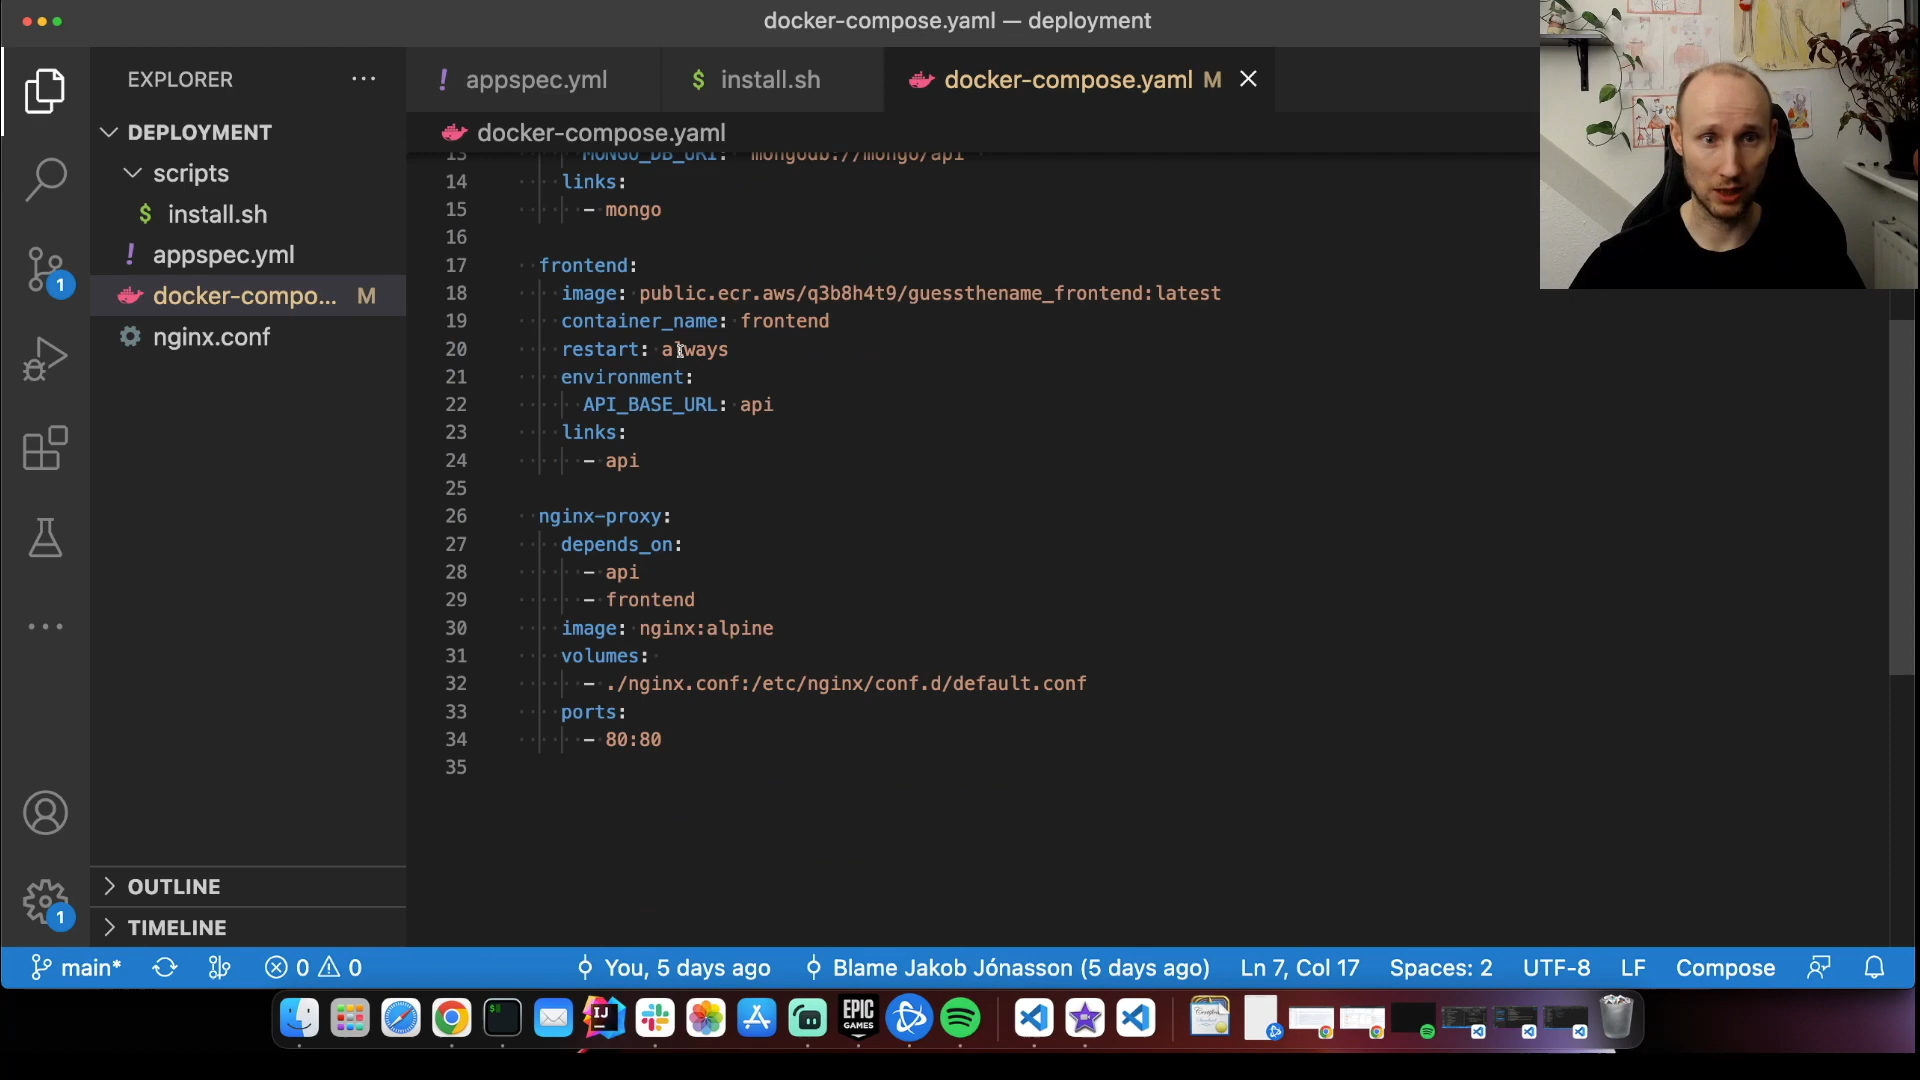 docker-compose.yaml — deployment
EXPLORER
DEPLOYMENT
scripts
$ install.sh
! appspec.yml
docker-compo... M
nginx.conf
OUTLINE
TIMELINE
! appspec.yml
$ install.sh
docker-compose.yaml M
docker-compose.yaml
13 MONGO_DB_URI: mongodb://mongo/api
14 links:
15 - mongo
16
17 frontend:
18 image: public.ecr.aws/q3b8h4t9/guessthename_frontend:latest
19 container_name: frontend
20 restart: always
21 environment:
22 API_BASE_URL: api
23 links:
24 - api
25
26 nginx-proxy:
27 depends_on:
28 - api
29 - frontend
30 image: nginx:alpine
31 volumes:
32 - ./nginx.conf:/etc/nginx/conf.d/default.conf
33 ports:
34 - 80:80
35
1
1
main* 0 0 You, 5 days ago Blame Jakob Jónasson (5 days ago) Ln 7, Col 17 Spaces: 2 UTF-8 LF Compose
IJ
EPIC GAMES